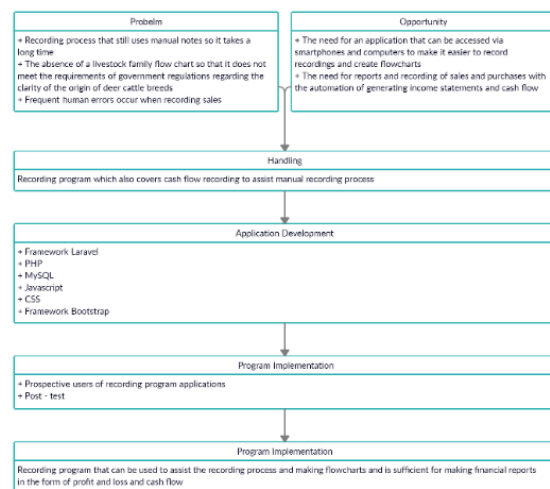 Probelm
+ Recording process that still uses manual notes so it takes a
long time
+ The absence of a livestock family flow chart so that it does not
meet the requirements of government regulations regarding the
clarity of the origin of deer cattle breeds
+ Frequent human errors occur when recording sales
Opportunity
+ The need for an application that can be accessed via
smartphones and computers to make it easier to record
recordings and create flowcharts
+ The need for reports and recording of sales and purchases with
the automation of generating income statements and cash flow
Handling
Recording program which also covers cash flow recording to assist manual recording process
Application Development
+ Framework Laravel
+ PHP
+ MySQL
+ Javascript
+ CSS
+ Framework Bootstrap
Program Implementation
+ Prospective users of recording program applications
+ Post - test
Program Implementation
Recording program that can be used to assist the recording process and making flowcharts and is sufficient for making financial reports
in the form of profit and loss and cash flow